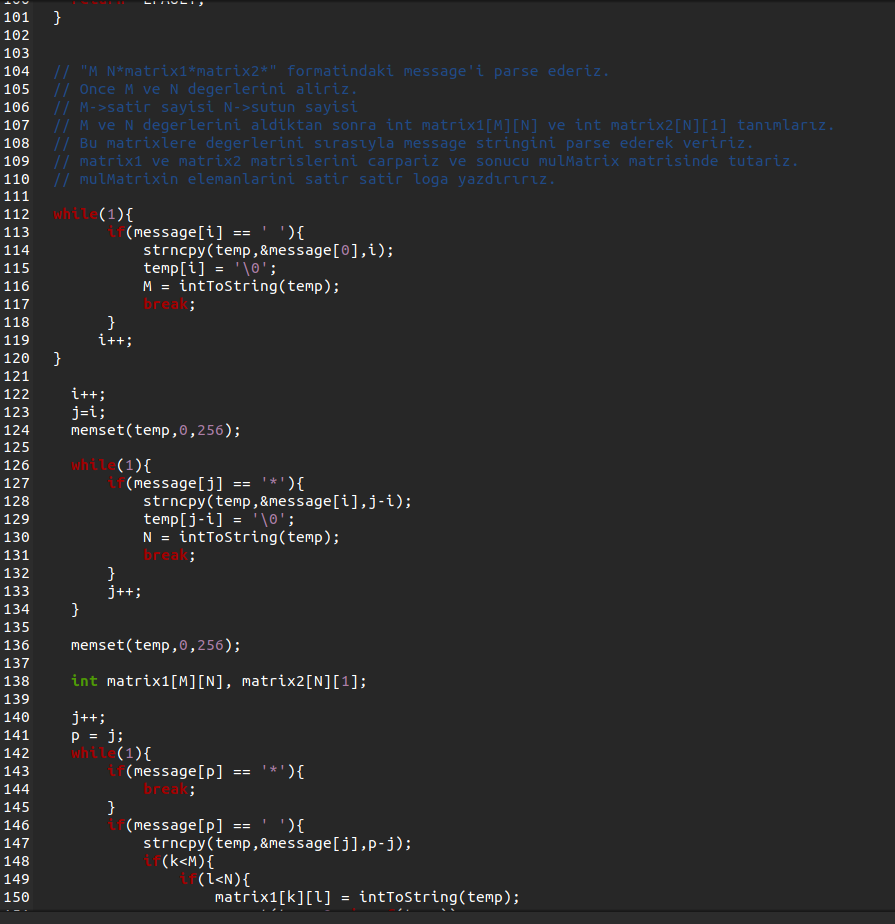 101 }
102
103
104 // "M N*matrix1*matrix2*" formatindaki message'i parse ederiz.
105 // Once M ve N degerlerini aliriz.
106 // M->satir sayisi N->sutun sayisi
107 // M ve N degerlerini aldiktan sonra int matrix1[M][N] ve int matrix2[N][1] tanımlarız.
108 // Bu matrixlere degerlerini sırasıyla message stringini parse ederek veririz.
109 // matrix1 ve matrix2 matrislerini carpariz ve sonucu mulMatrix matrisinde tutariz.
110 // mulMatrixin elemanlarini satir satir loga yazdırırız.
111
112 while(1){
113 if(message[i] == ' '){
114 strncpy(temp,&message[0],i);
115 temp[i] = '\0';
116 M = intToString(temp);
117 break;
118 }
119 i++;
120 }
121
122 i++;
123 j=i;
124 memset(temp,0,256);
125
126 while(1){
127 if(message[j] == '*'){
128 strncpy(temp,&message[i],j-i);
129 temp[j-i] = '\0';
130 N = intToString(temp);
131 break;
132 }
133 j++;
134 }
135
136 memset(temp,0,256);
137
138 int matrix1[M][N], matrix2[N][1];
139
140 j++;
141 p = j;
142 while(1){
143 if(message[p] == '*'){
144 break;
145 }
146 if(message[p] == ' '){
147 strncpy(temp,&message[j],p-j);
148 if(k<M){
149 if(l<N){
150 matrix1[k][l] = intToString(temp);